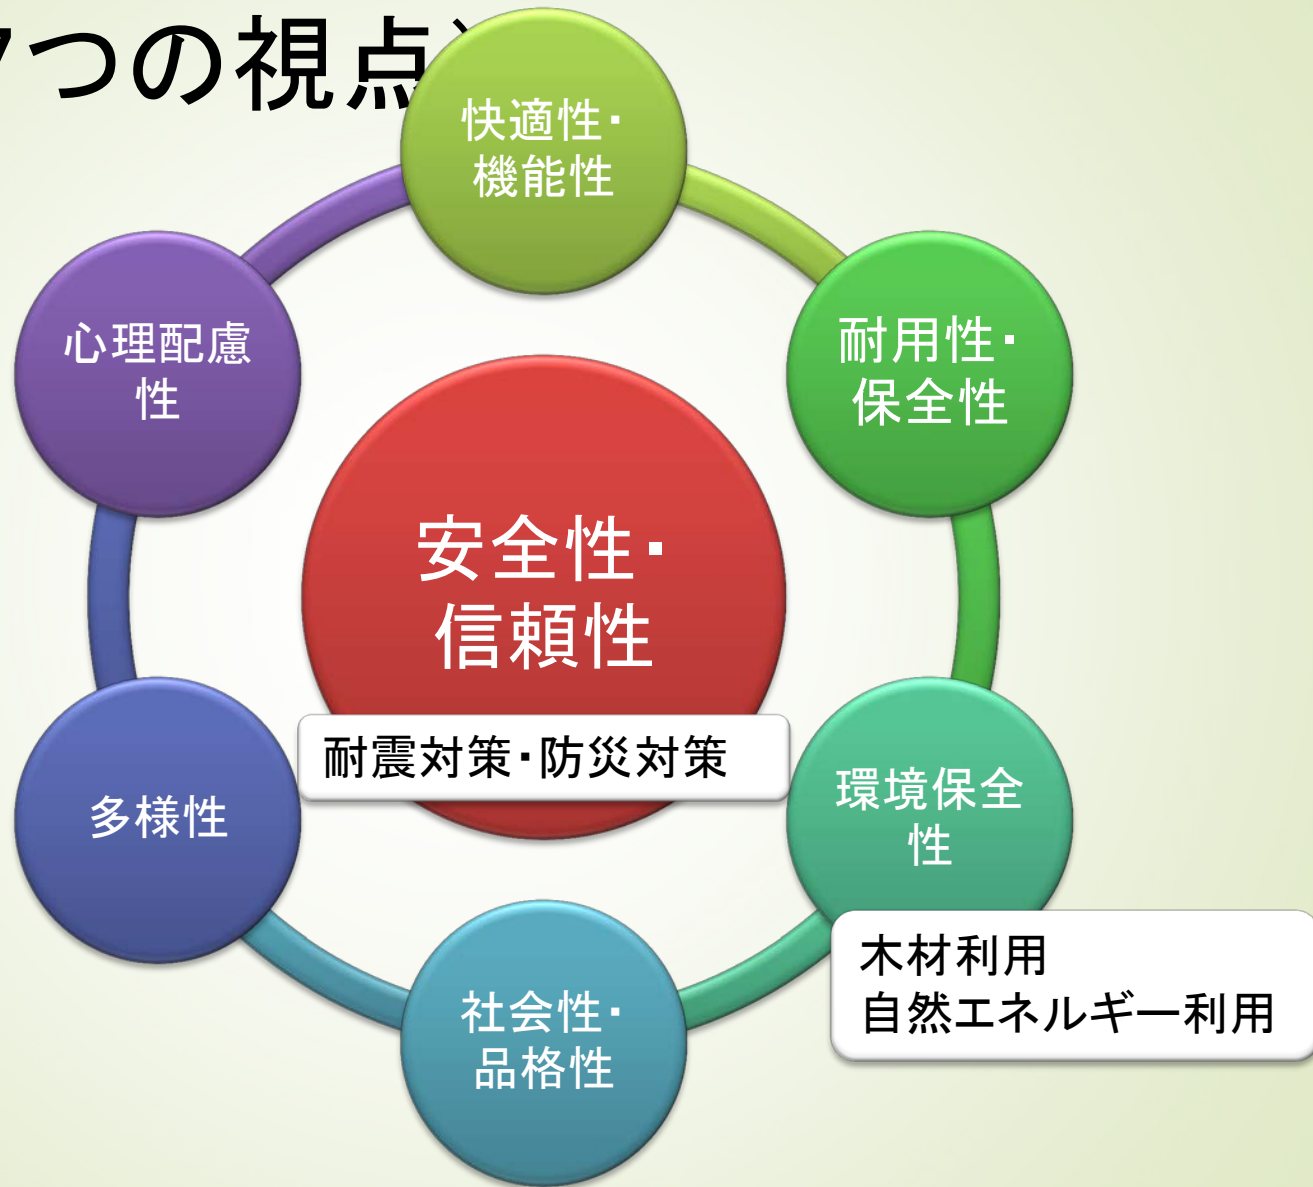 7つの視点
快適性・
機能性
耐用性・
保全性
環境保全
性
木材利用
自然エネルギー利用
社会性・
品格性
多様性
心理配慮
性
安全性・
信頼性
耐震対策・防災対策